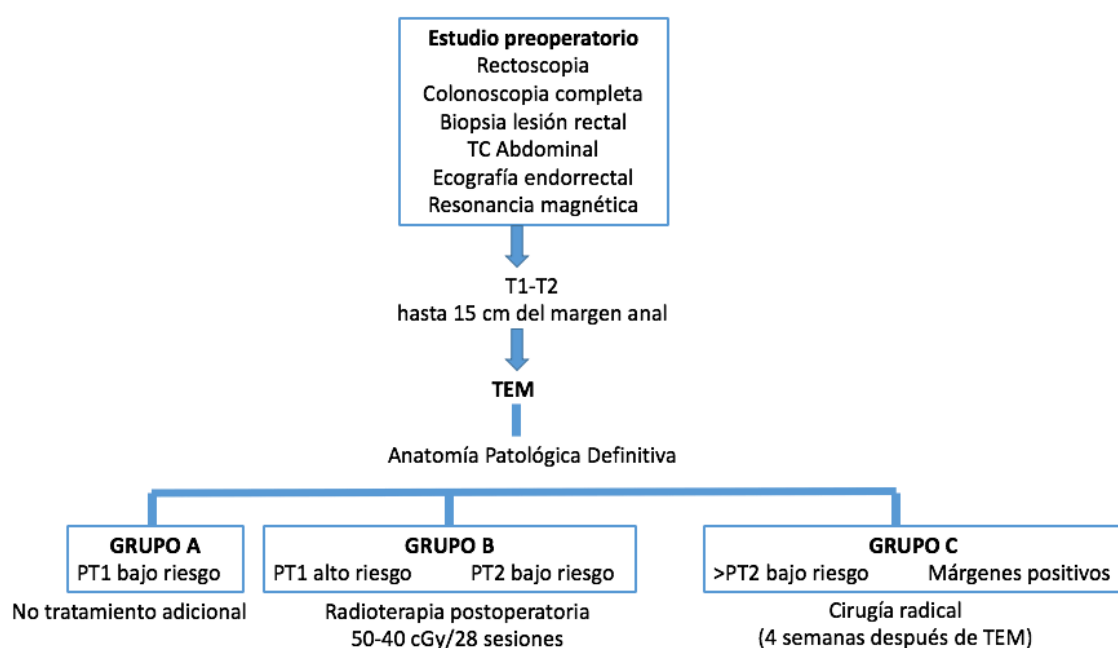 Estudio preoperatorio
Rectoscopia
Colonoscopia completa
Biopsia lesión rectal
TC Abdominal
Ecografía endorrectal
Resonancia magnética
T1-T2
hasta 15 cm del margen anal
TEM
Anatomía Patológica Definitiva
GRUPO A
PT1 bajo riesgo
No tratamiento adicional
GRUPO B
PT1 alto riesgo PT2 bajo riesgo
Radioterapia postoperatoria
50-40 cGy/28 sesiones
GRUPO C
>PT2 bajo riesgo Márgenes positivos
Cirugía radical
(4 semanas después de TEM)